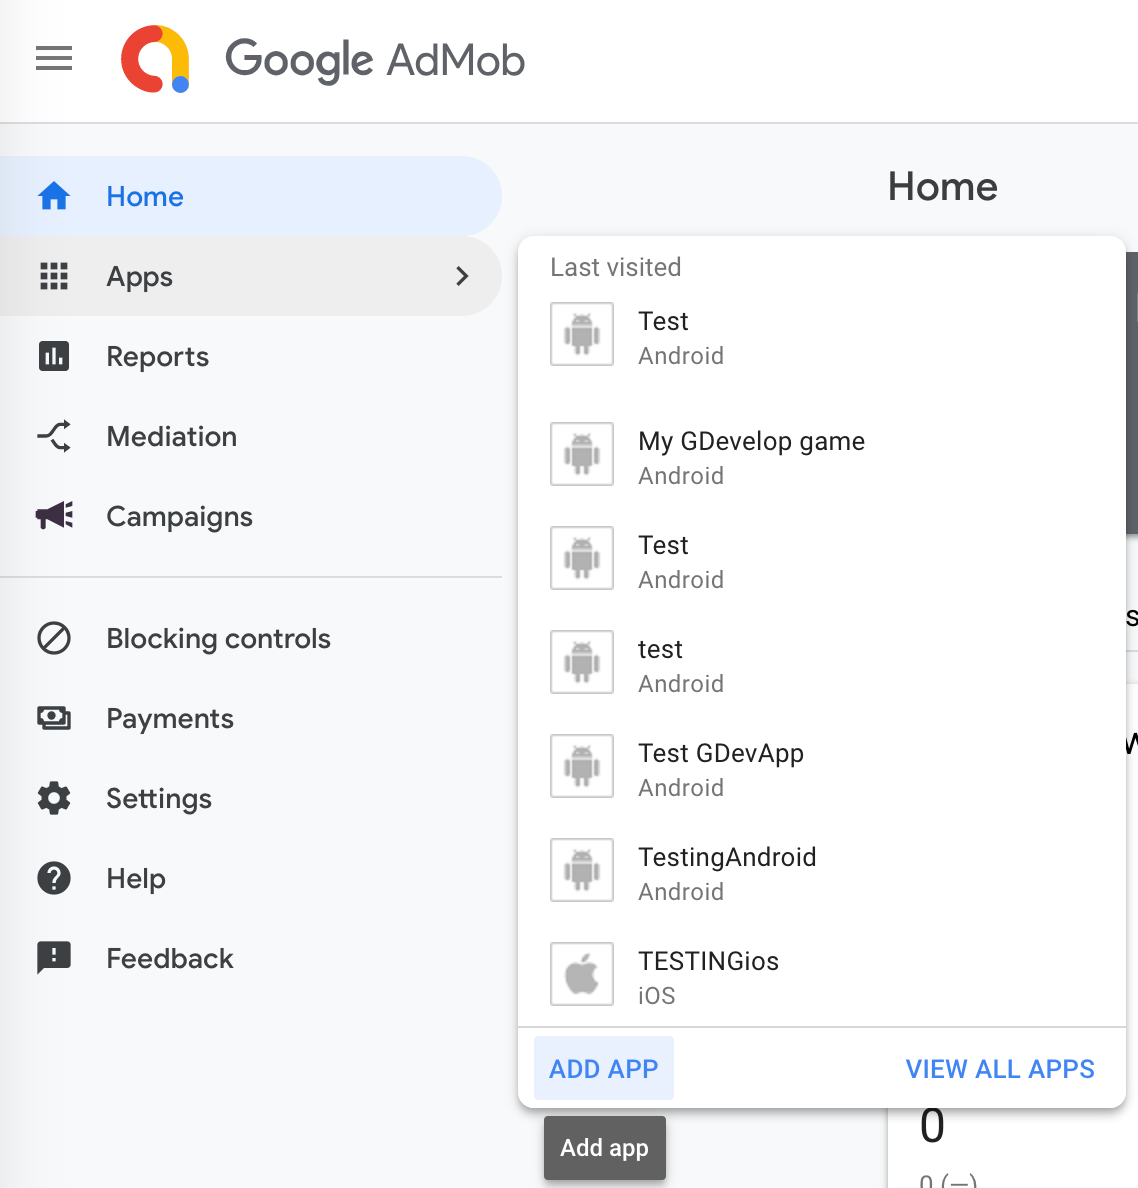 Google AdMob
Home
Apps
Reports
Mediation
Campaigns
Blocking controls
Payments
Settings
Help
Feedback
Home
Last visited
Test
Android
My GDevelop game
Android
Test
Android
test
Android
Test GDevApp
Android
TestingAndroid
Android
TESTINGios
iOS
ADD APP
VIEW ALL APPS
Add app
0
0 (—)